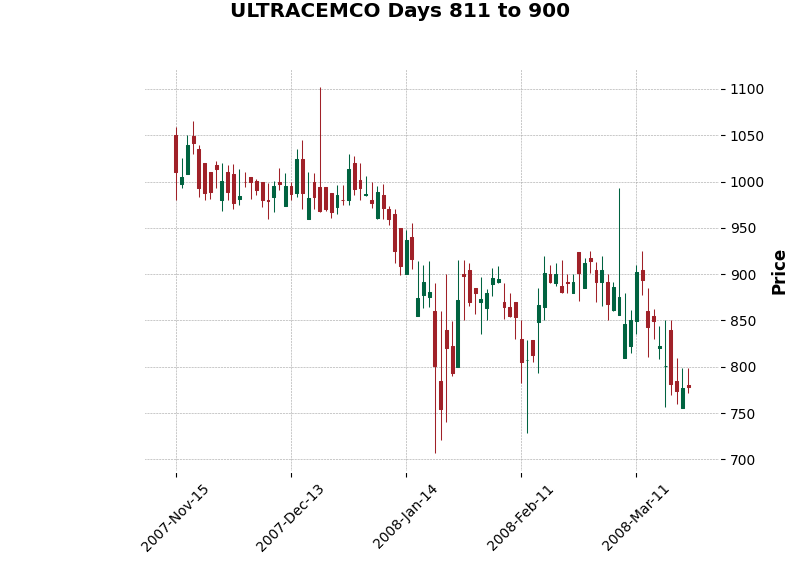 ULTRACEMCO Days 811 to 900
1100
1050
1000
950
900
850
800
750
700
Price
2007-Nov-15
2007-Dec-13
2008-Jan-14
2008-Feb-11
2008-Mar-11